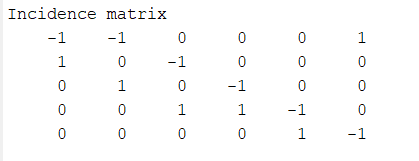 Incidence matrix
-1 -1 0 0 0 1
1 0 -1 0 0 0
0 1 0 -1 0 0
0 0 1 1 -1 0
0 0 0 0 1 -1